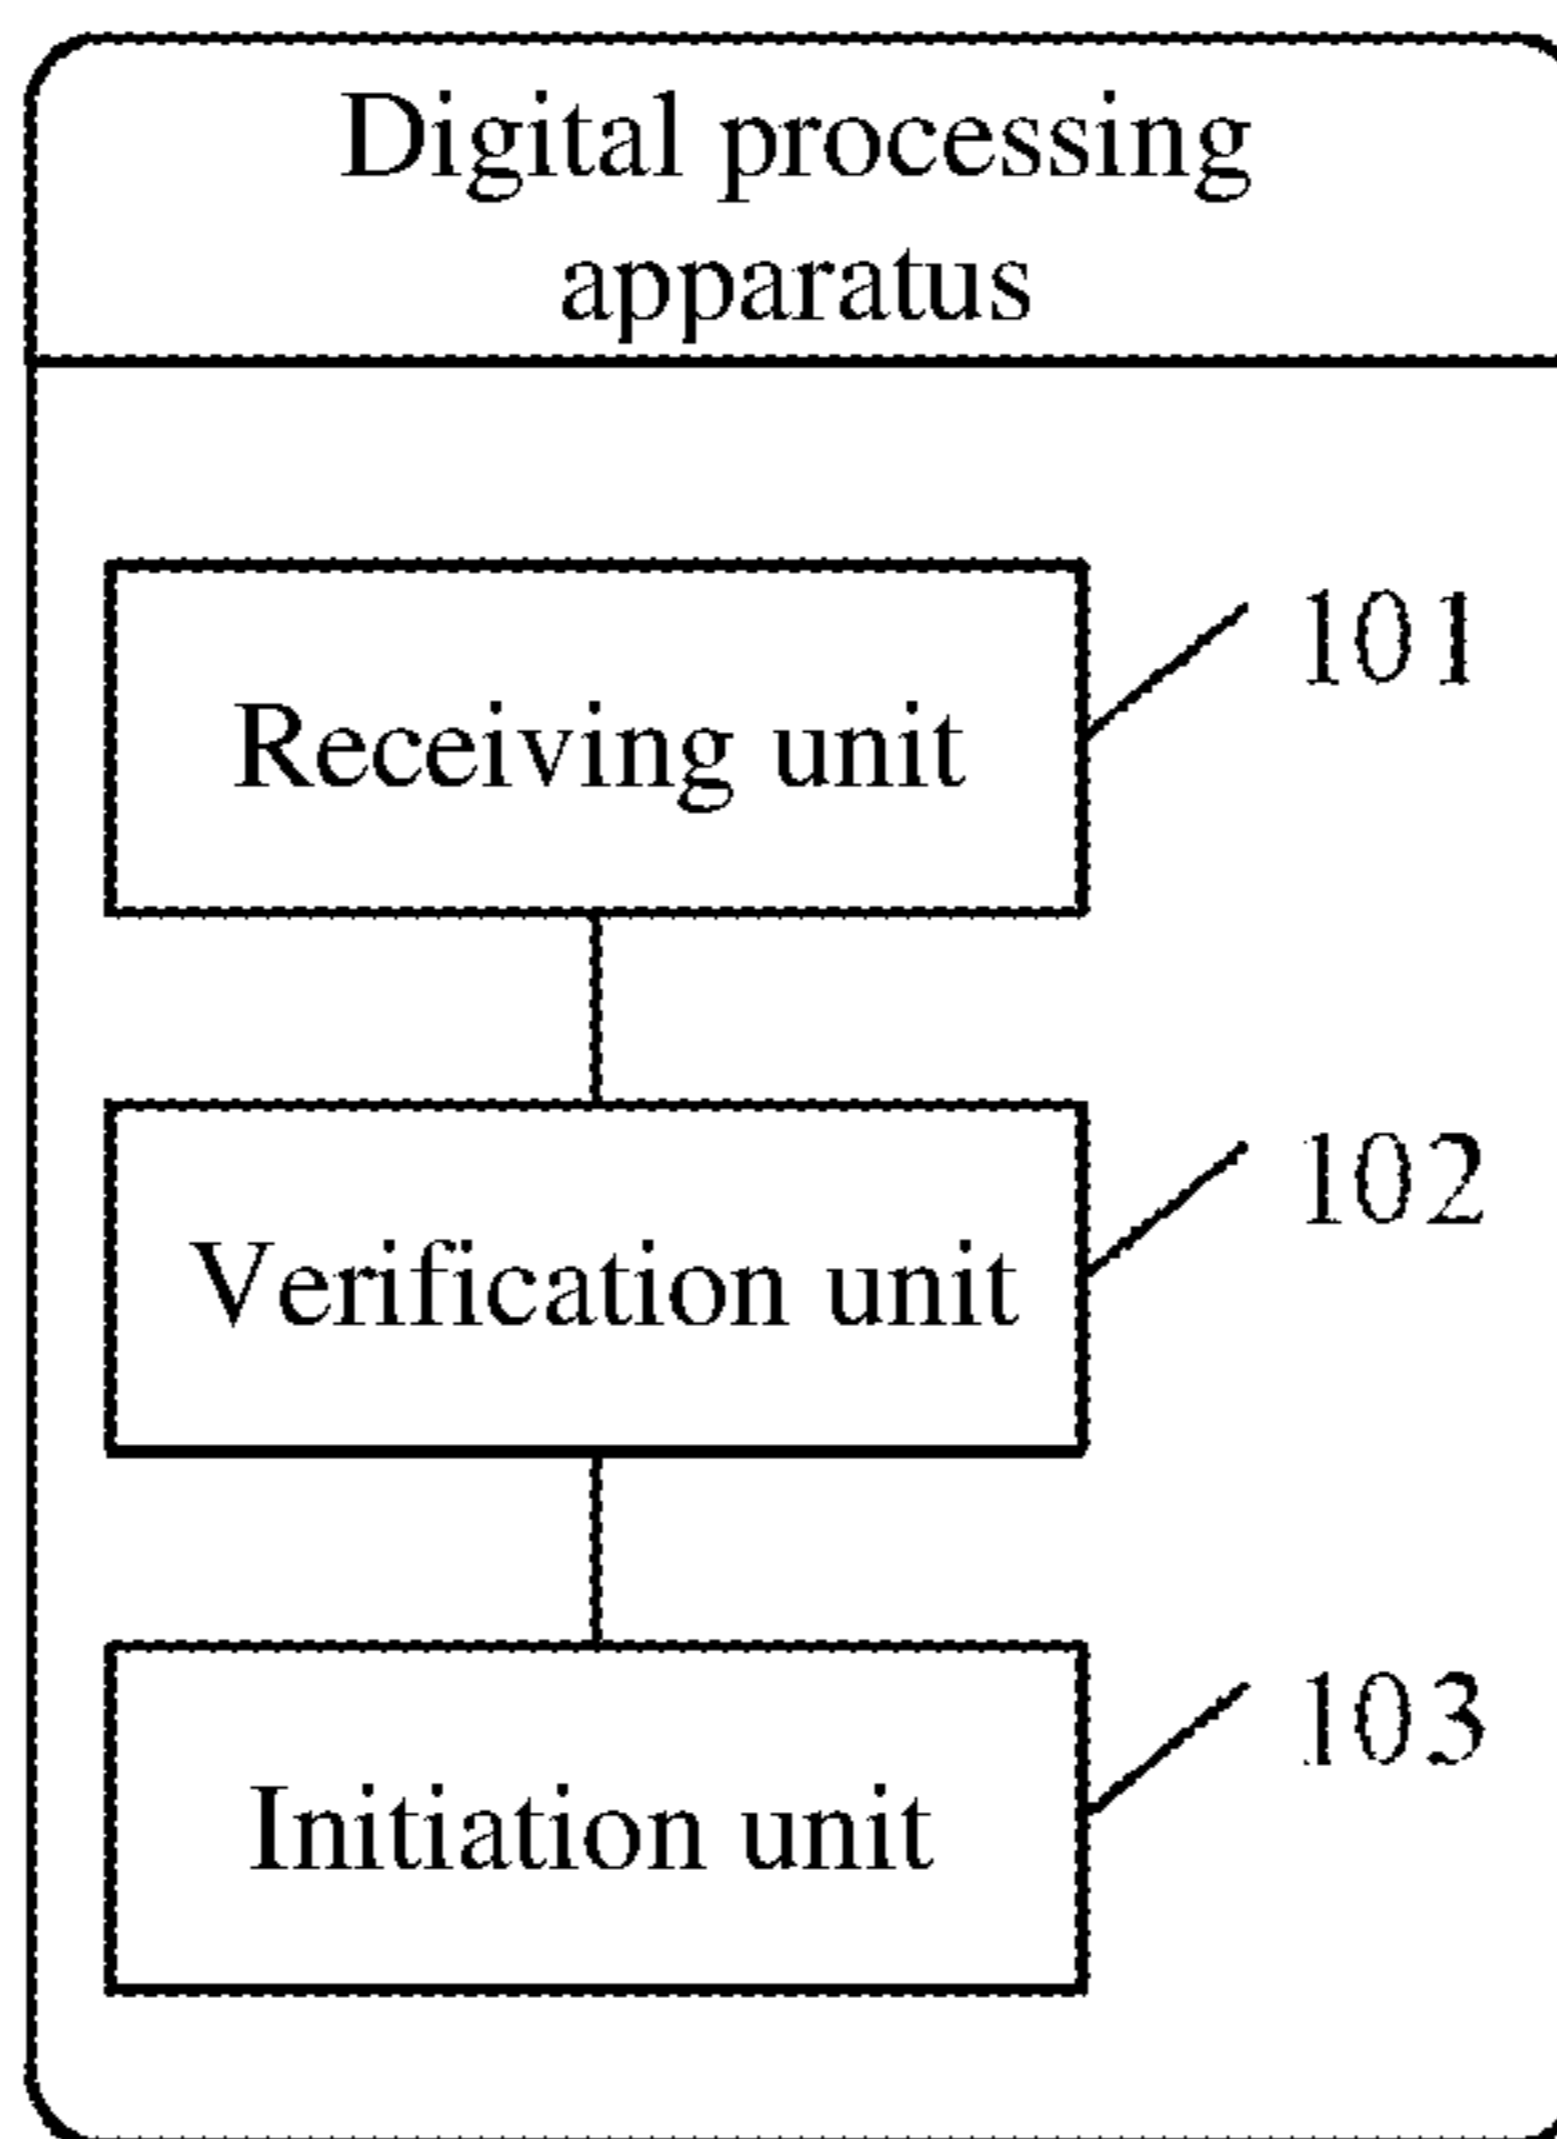 Digital processing
apparatus
101
Receiving unit
102
Verification unit
103
Initiation unit